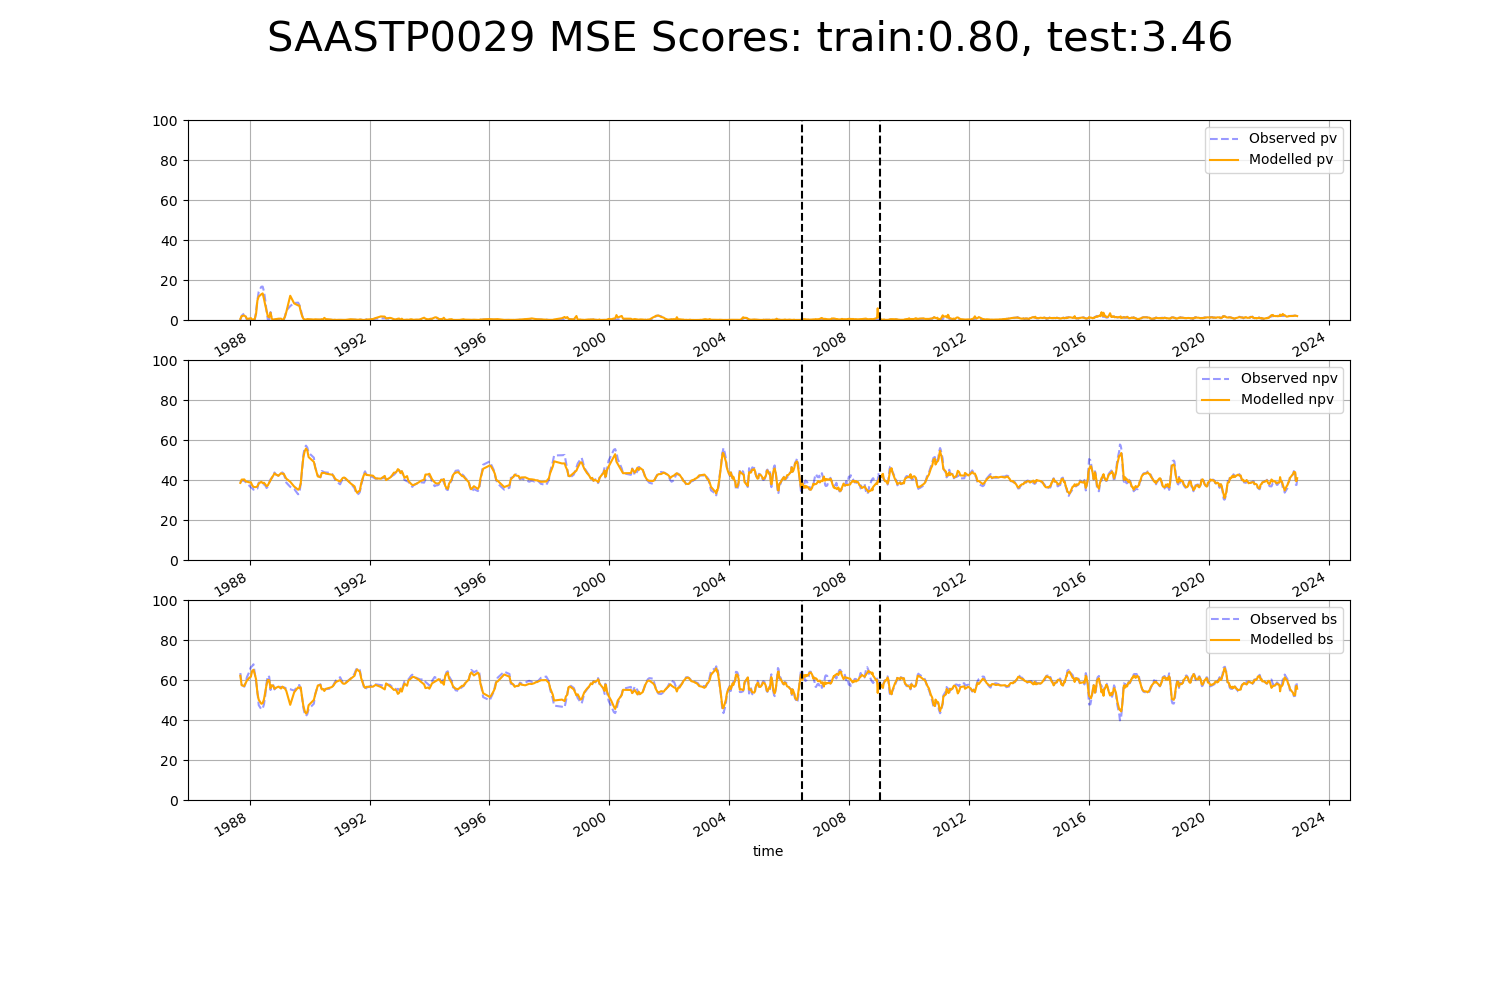 SAASTP0029 MSE Scores: train:0.80, test:3.46
100
80
60
40
20
0
Observed pv
Modelled pv
1988 1992 1996 2000 2004 2008 2012 2016 2020 2024
100
80
60
40
20
0
Observed npv
Modelled npv
1988 1992 1996 2000 2004 2008 2012 2016 2020 2024
100
80
60
40
20
0
Observed bs
Modelled bs
1988 1992 1996 2000 2004 2008 2012 2016 2020 2024
time